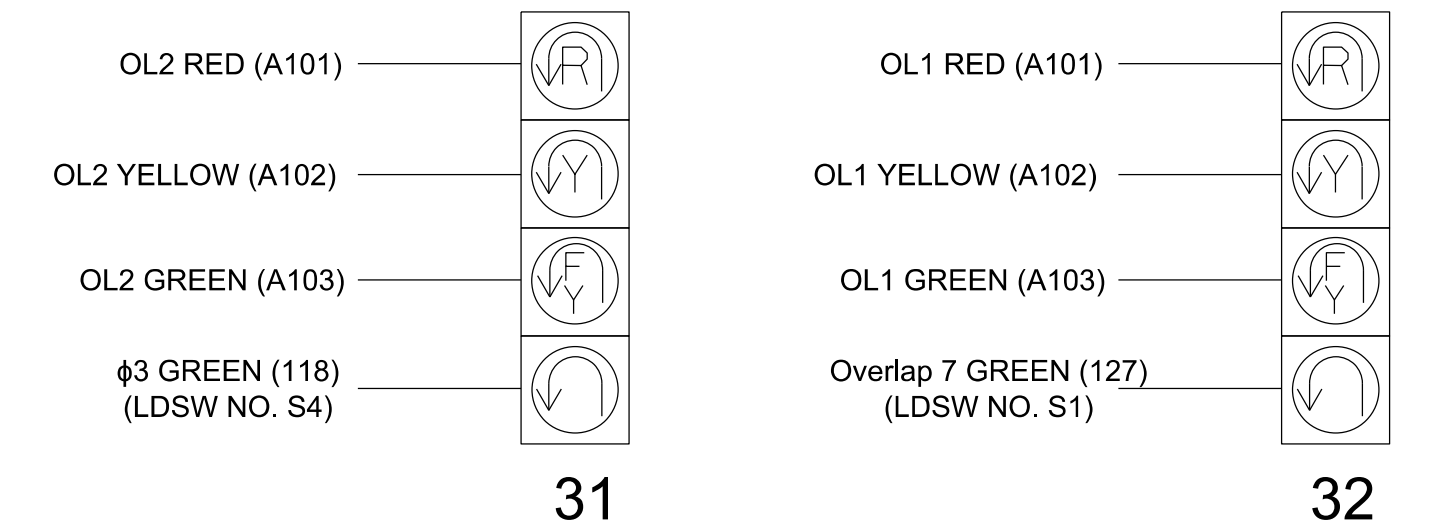 OL2 RED (A101)
R
OL2 YELLOW (A102)
Y
OL2 GREEN (A103)
F
Y
ϕ3 GREEN (118)
(LDSW NO. S4)
31
OL1 RED (A101)
R
OL1 YELLOW (A102)
Y
OL1 GREEN (A103)
F
Y
Overlap 7 GREEN (127)
(LDSW NO. S1)
32